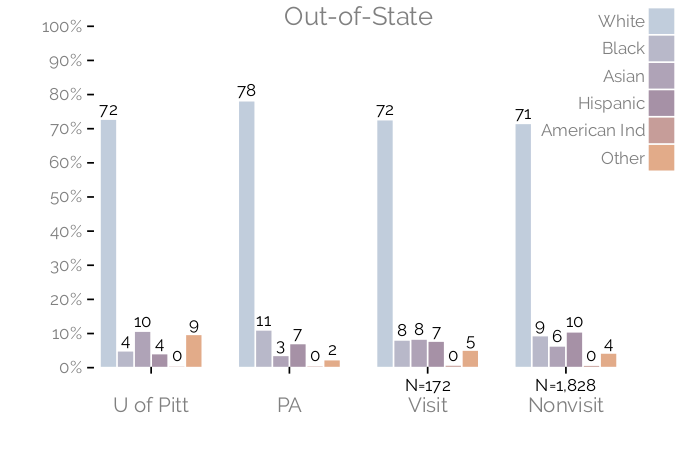 Out-of-State
White
Black
Asian
Hispanic
American Ind
Other
100%
90%
80%
70%
60%
50%
40%
30%
20%
10%
0%
72 4 10 4 0 9
78 11 3 7 0 2
72 8 8 7 0 5
71 9 6 10 0 4
N=172 N=1,828
U of Pitt PA Visit Nonvisit